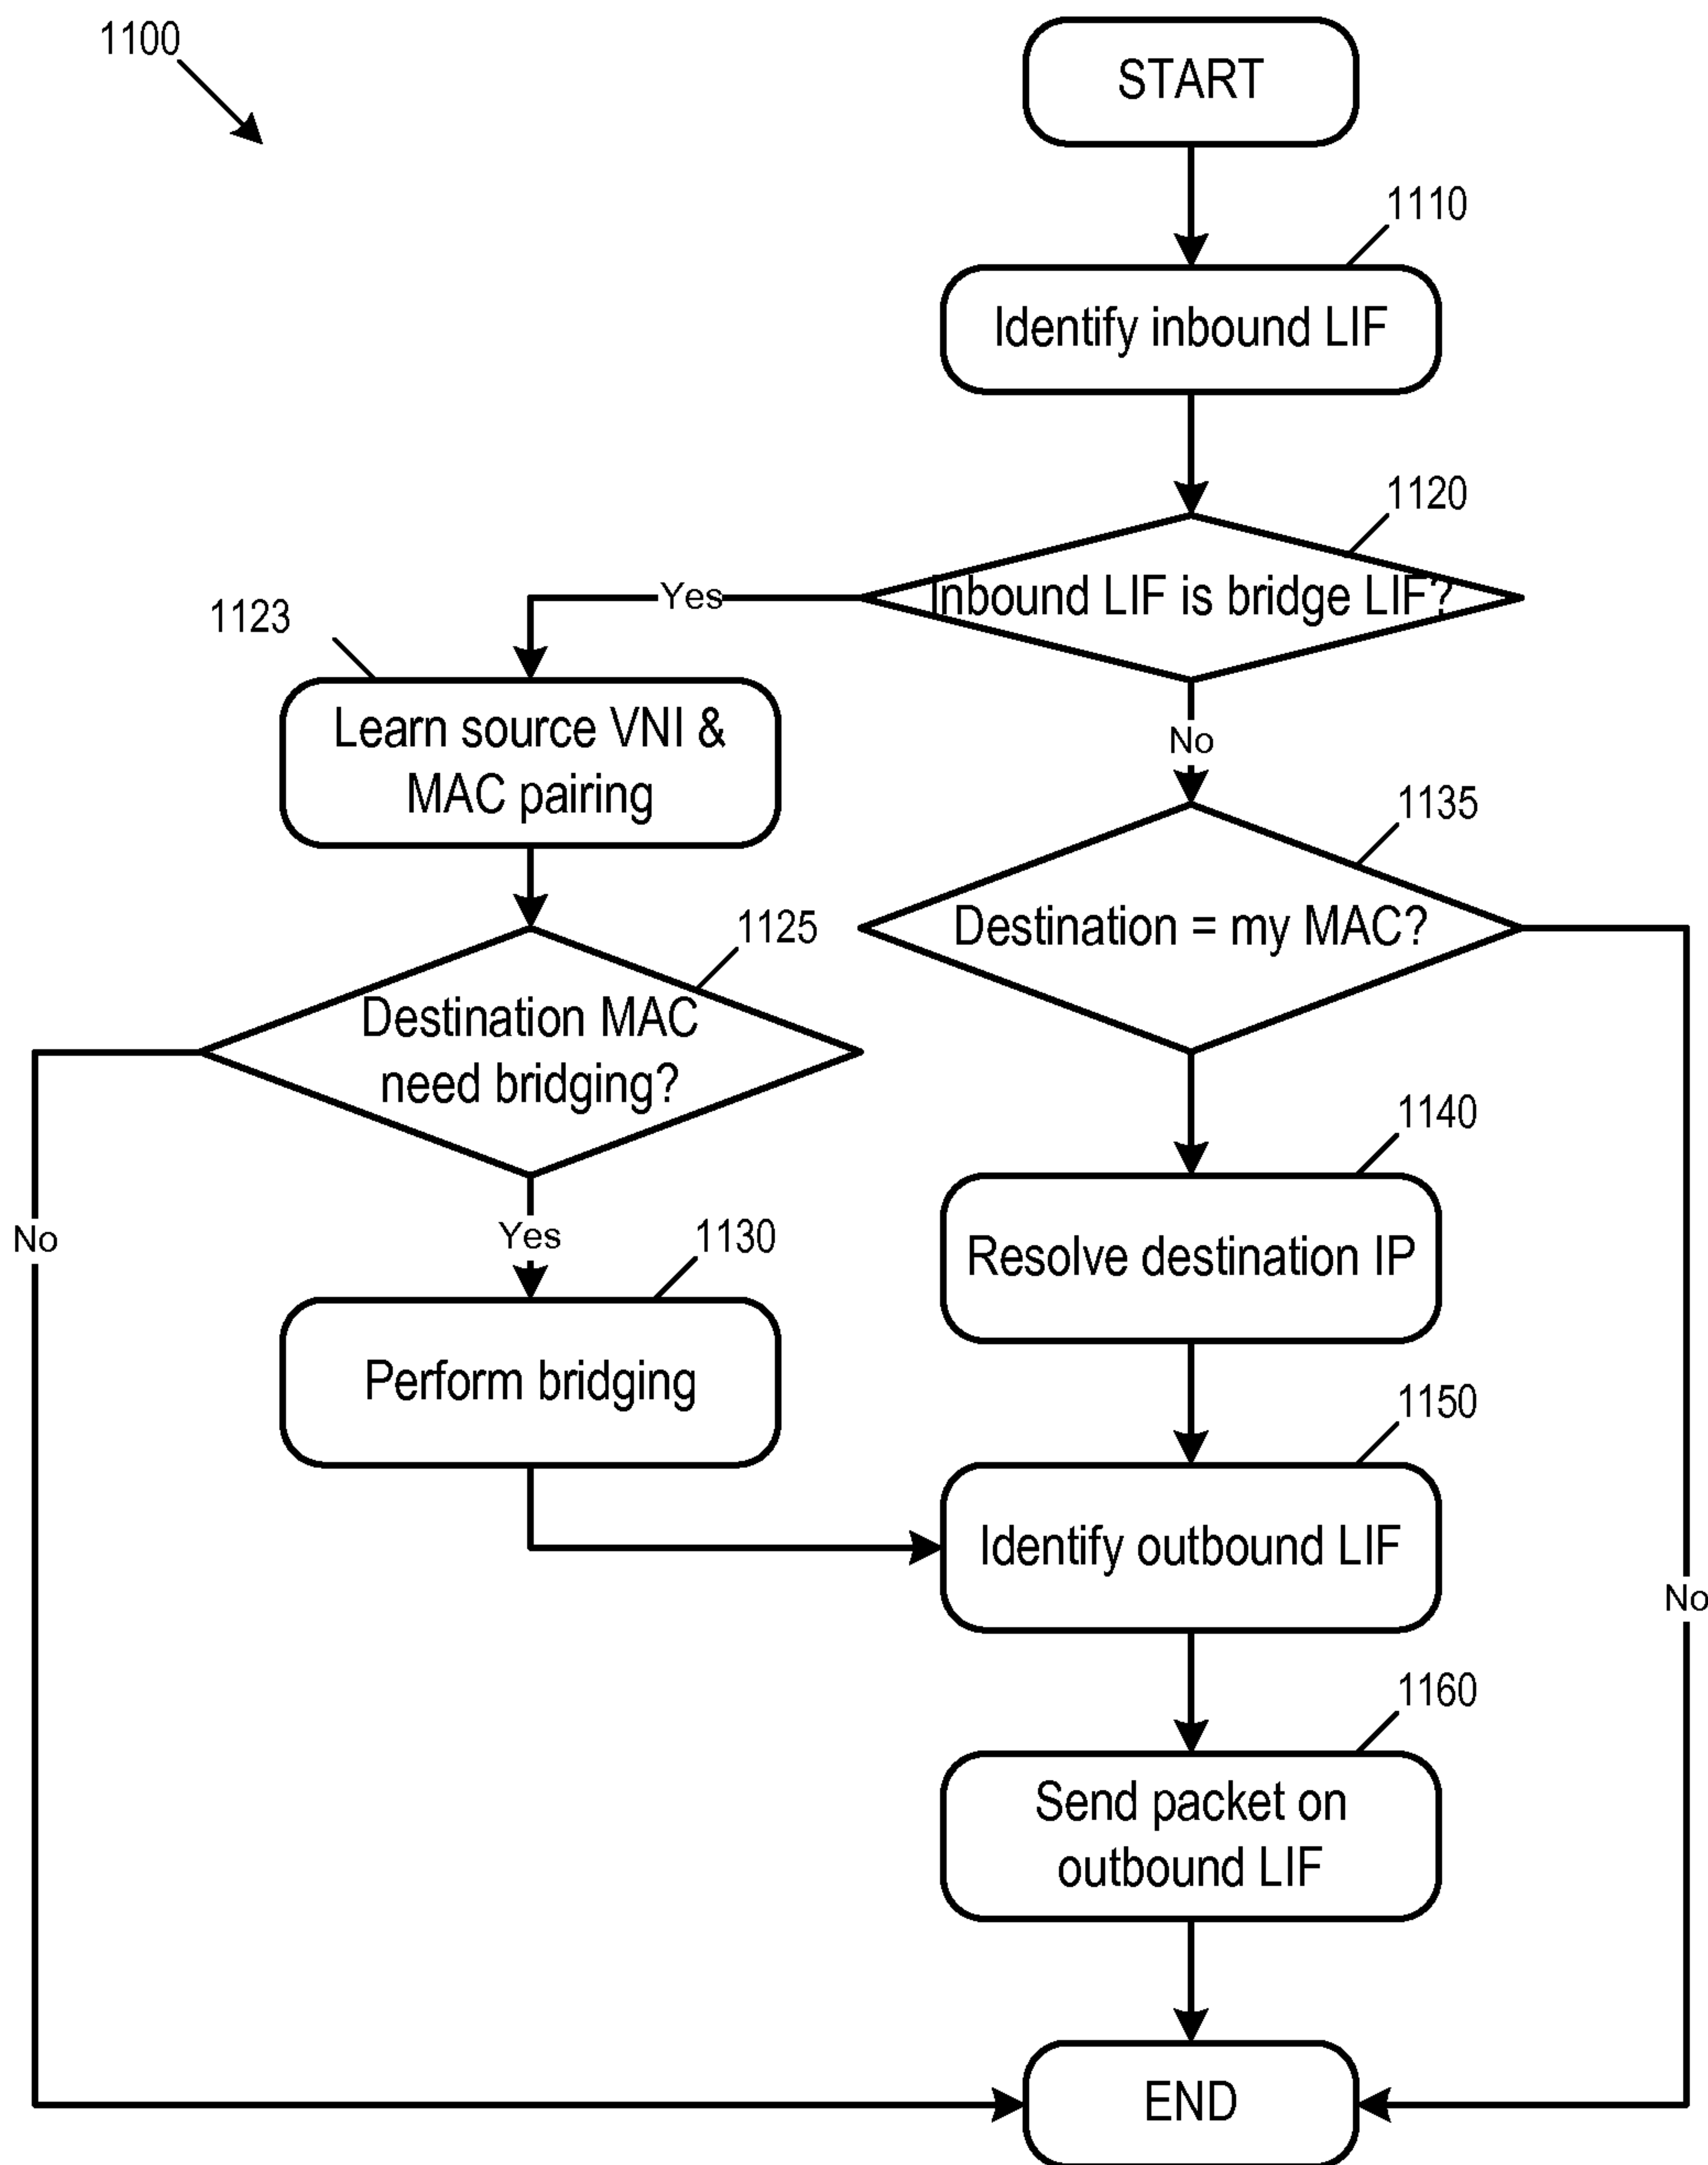 1100
START
1110
Identify inbound LIF
1120
Inbound LIF is bridge LIF?
Yes
1123
No
Learn source VNI &
MAC pairing
1135
Destination = my MAC?
1125
Destination MAC
need bridging?
1140
No
Yes
1130
Resolve destination IP
Perform bridging
1150
Identify outbound LIF
No
1160
Send packet on
outbound LIF
END